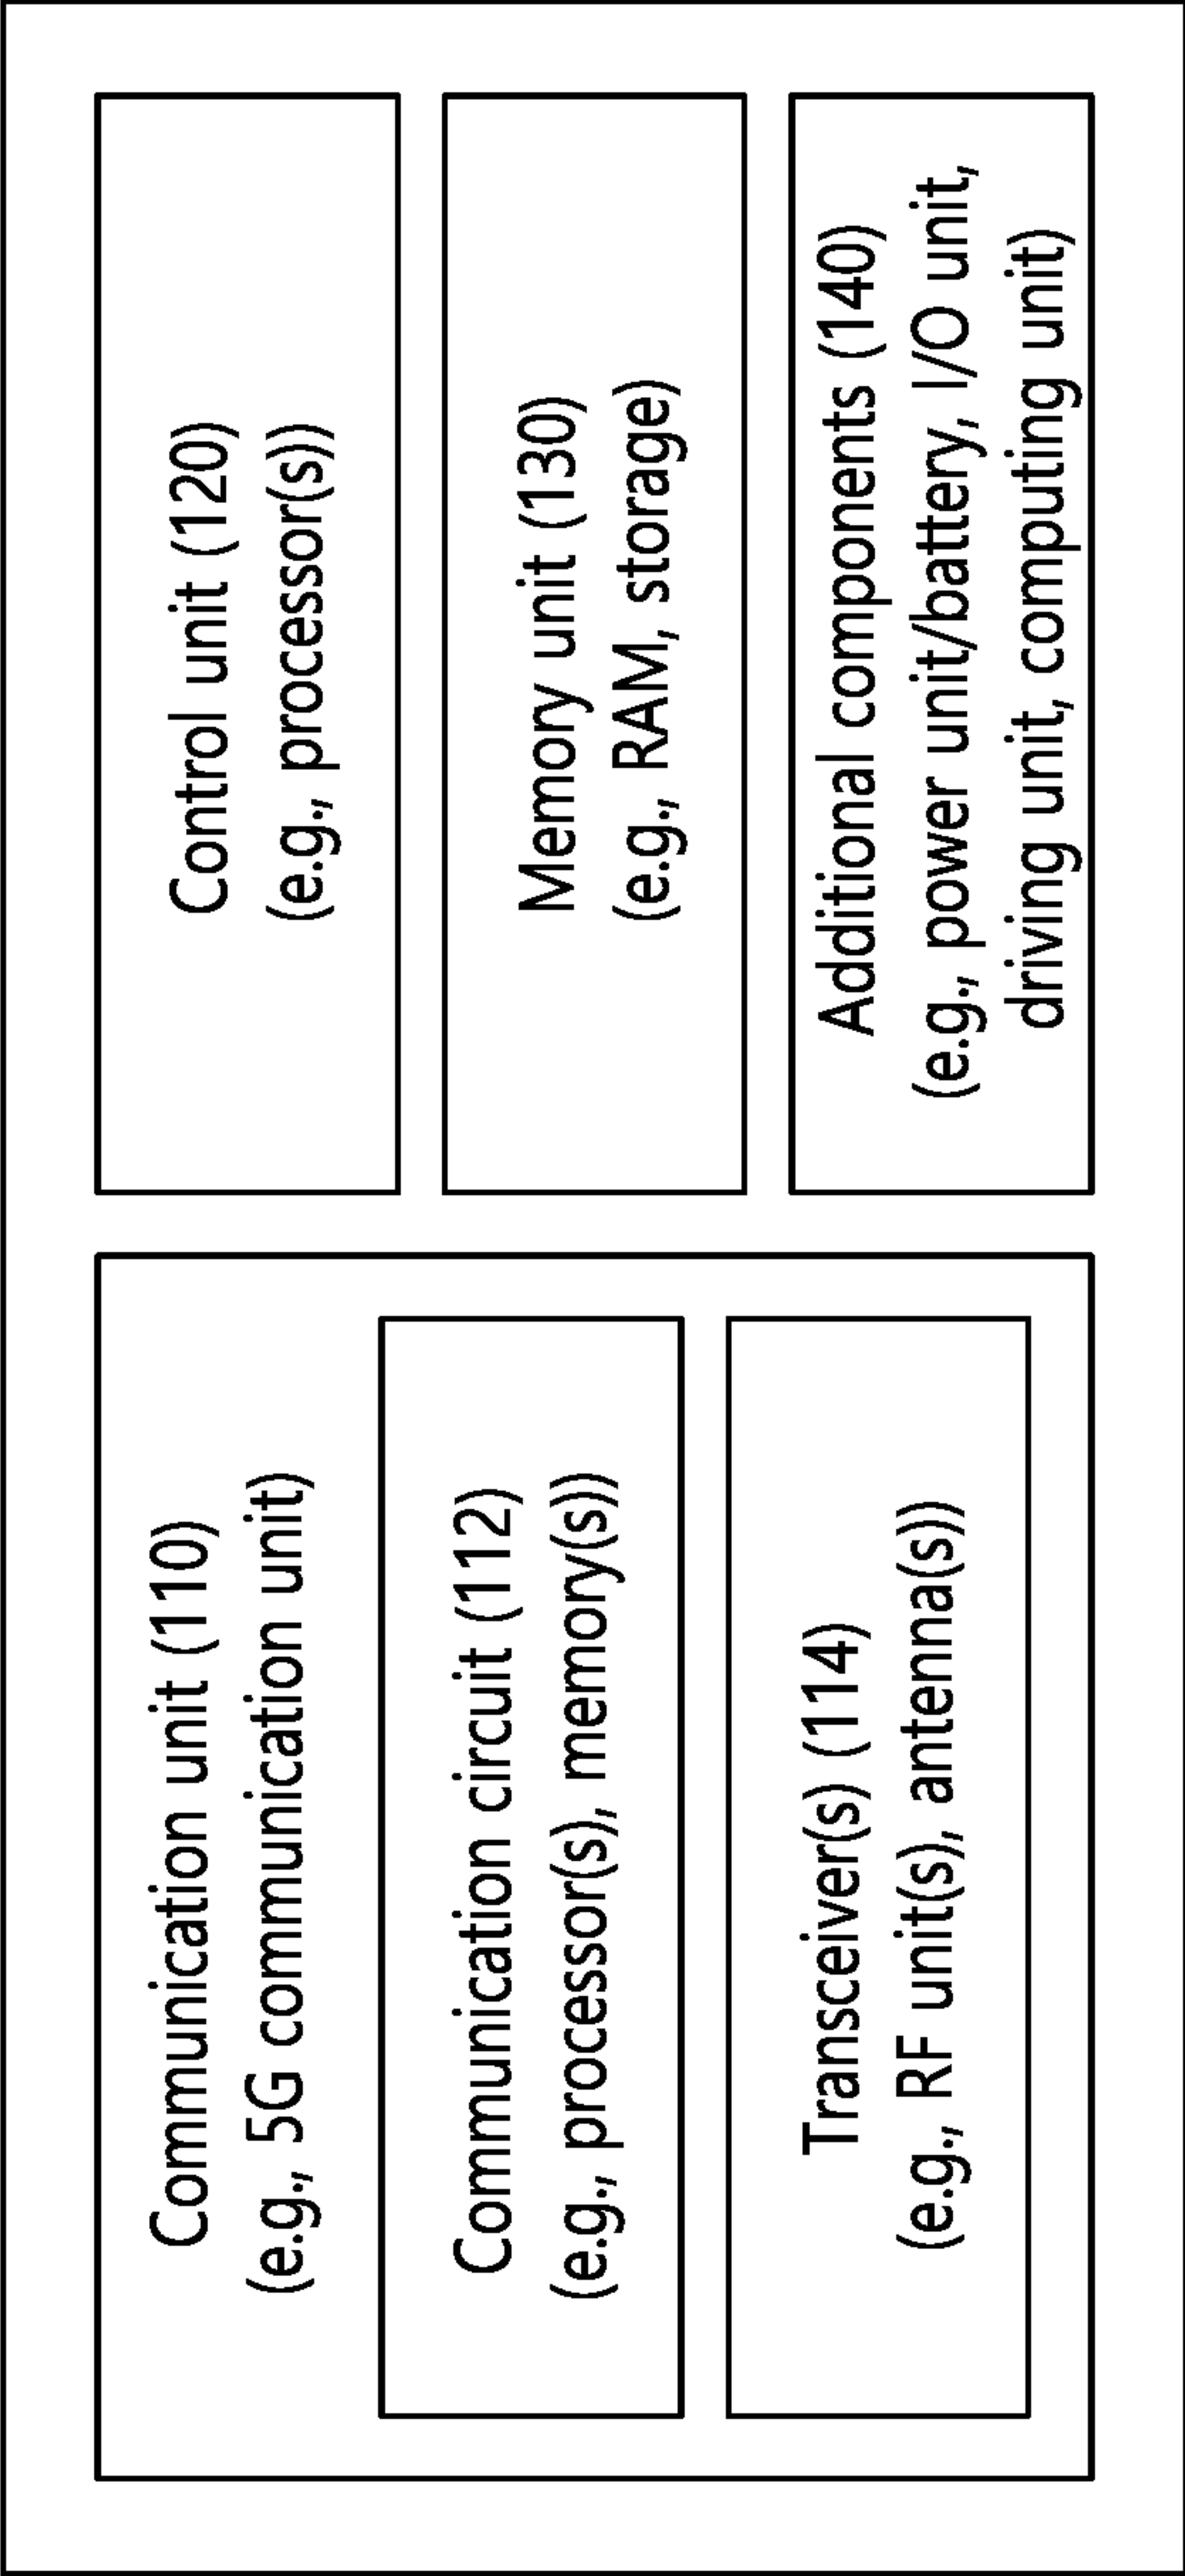 Communication unit (110)
(e.g., 5G communication unit)
Communication circuit (112)
(e.g., processor(s), memory(s))
Transceiver(s) (114)
(e.g., RF unit(s), antenna(s))
Control unit (120)
(e.g., processor(s))
Memory unit (130)
(e.g., RAM, storage)
Additional components (140)
(e.g., power unit/battery, I/O unit,
driving unit, computing unit)